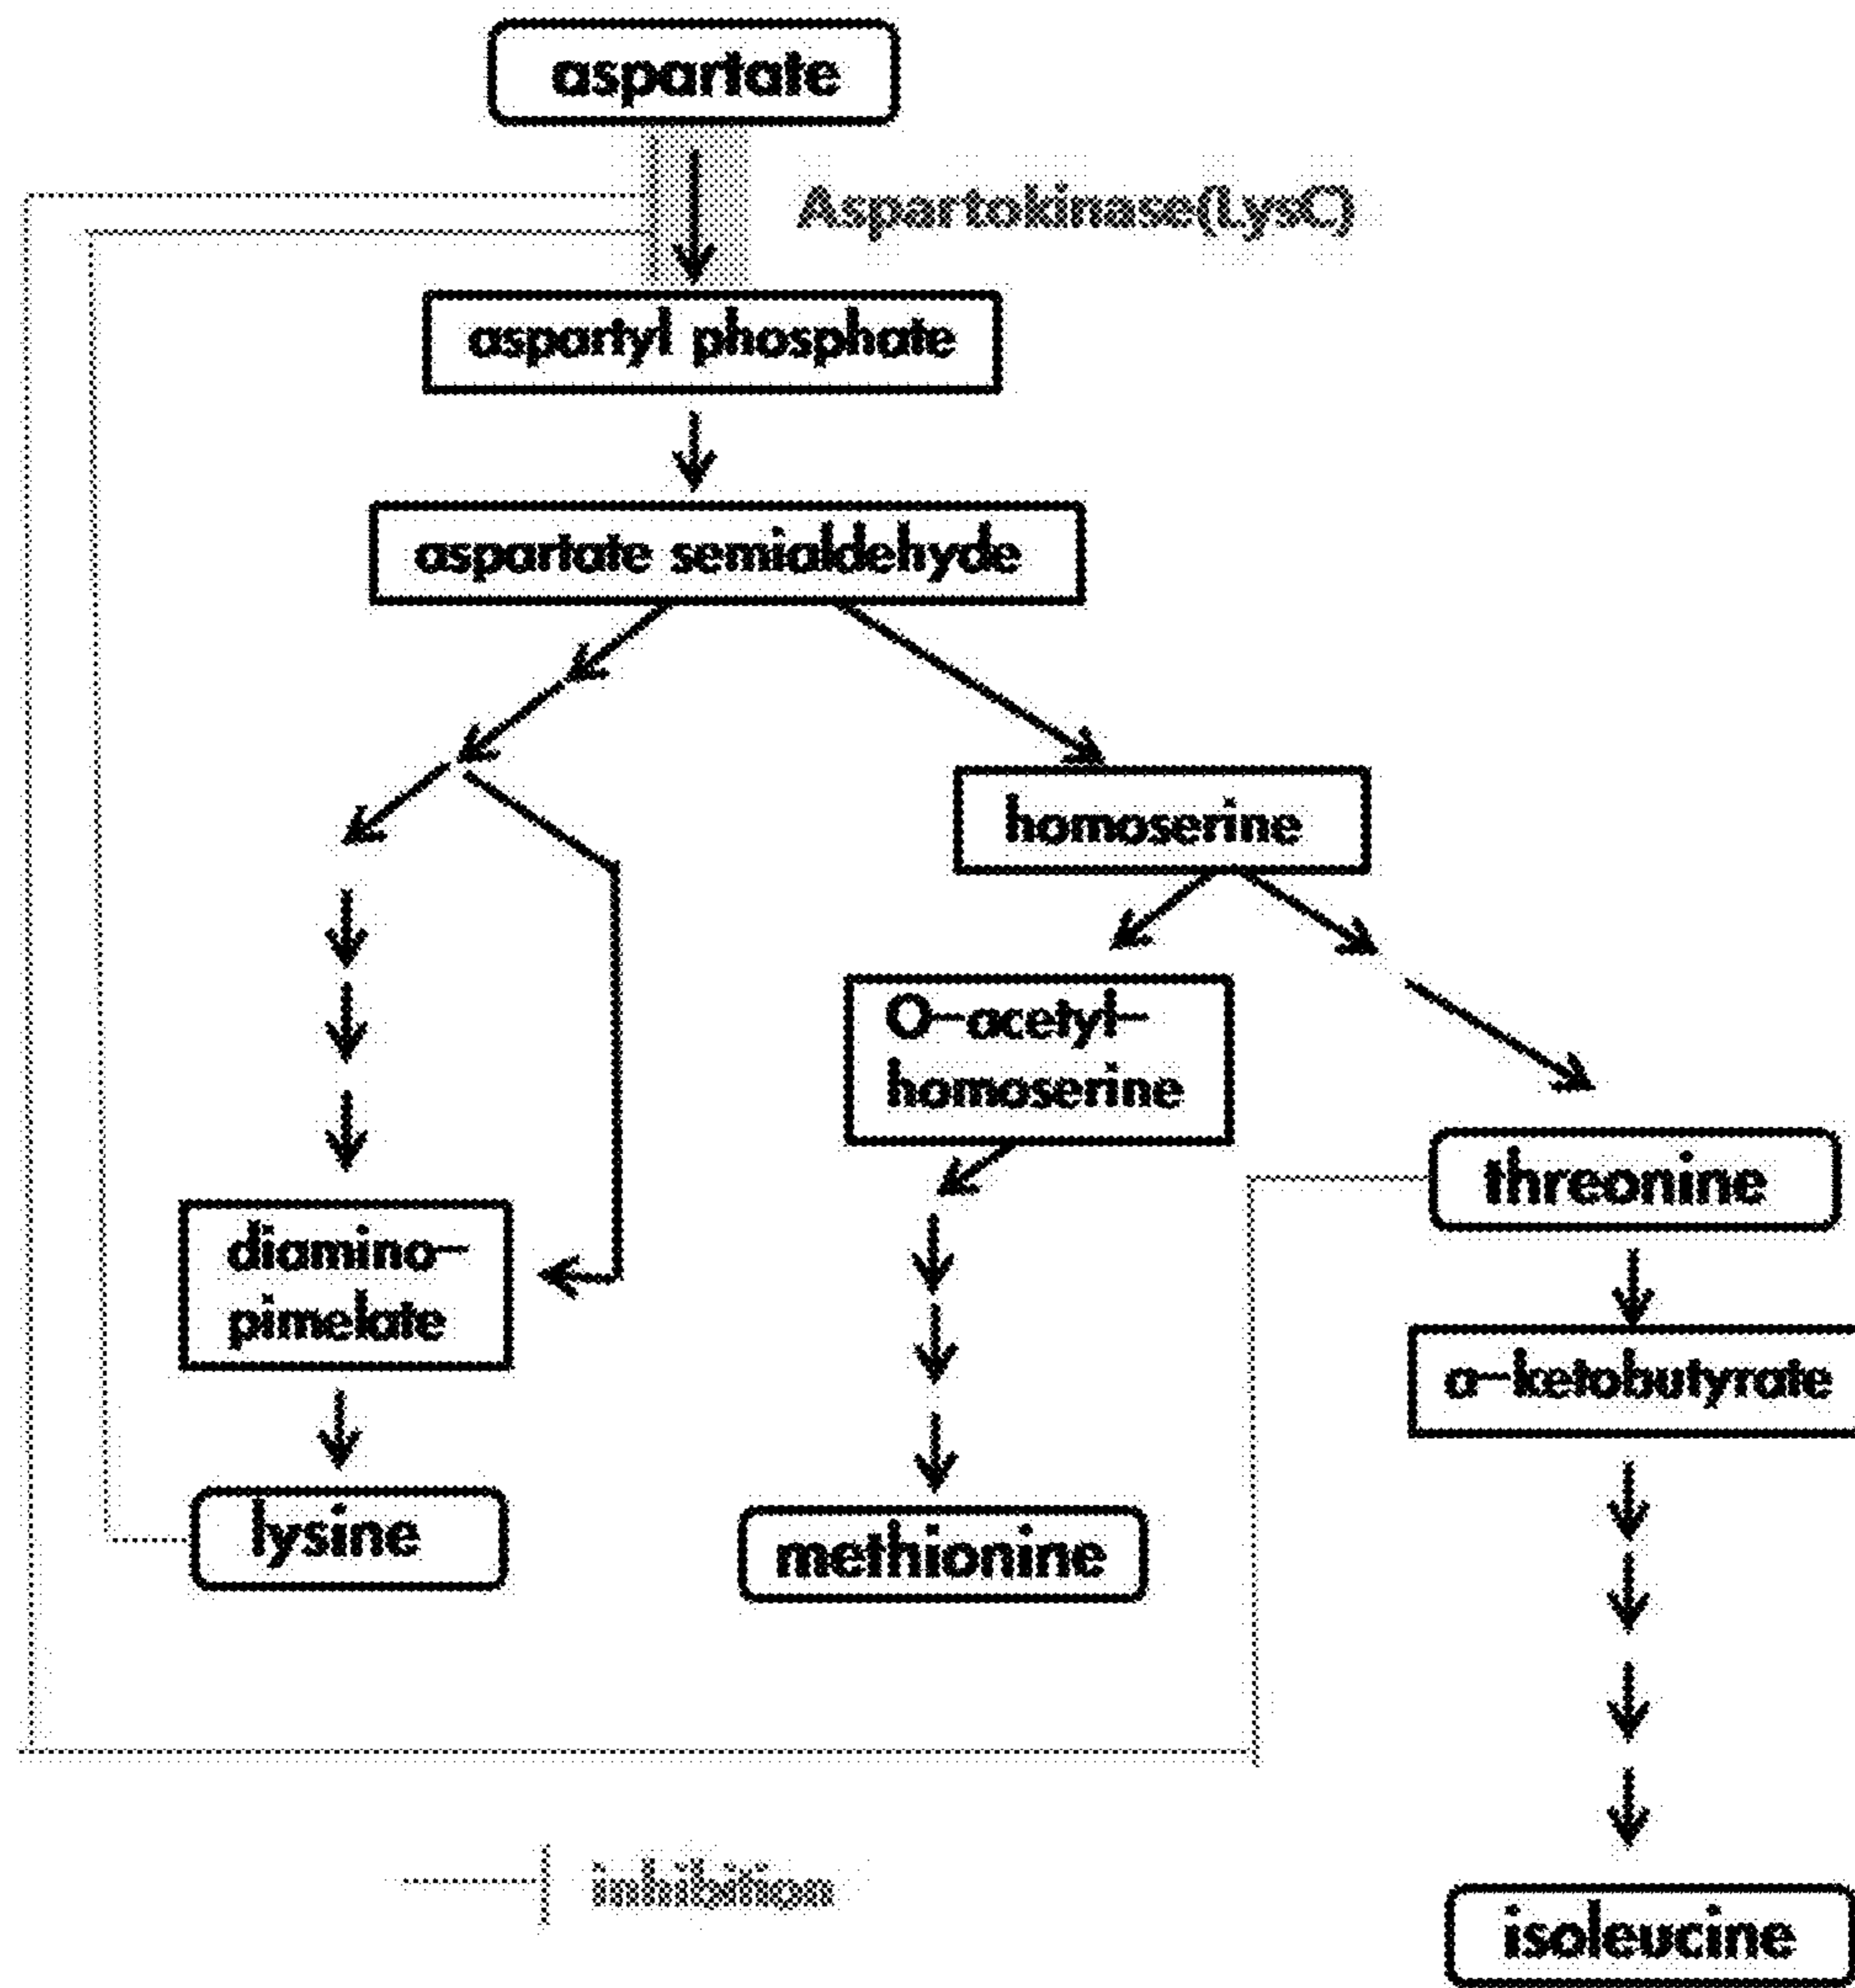 aspartate
Aspartokinase(LysC)
aspartyl phosphate
aspartate semialdehyde
homoserine
O-acetyl-
homoserine
threonine
diamino-
pimelate
α-ketobutyrate
lysine
methionine
inhibition
isoleucine